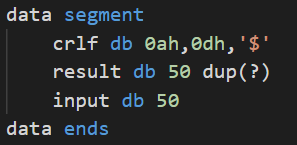 data segment
    crlf db 0ah,0dh,'$'
    result db 50 dup(?)
    input db 50
data ends